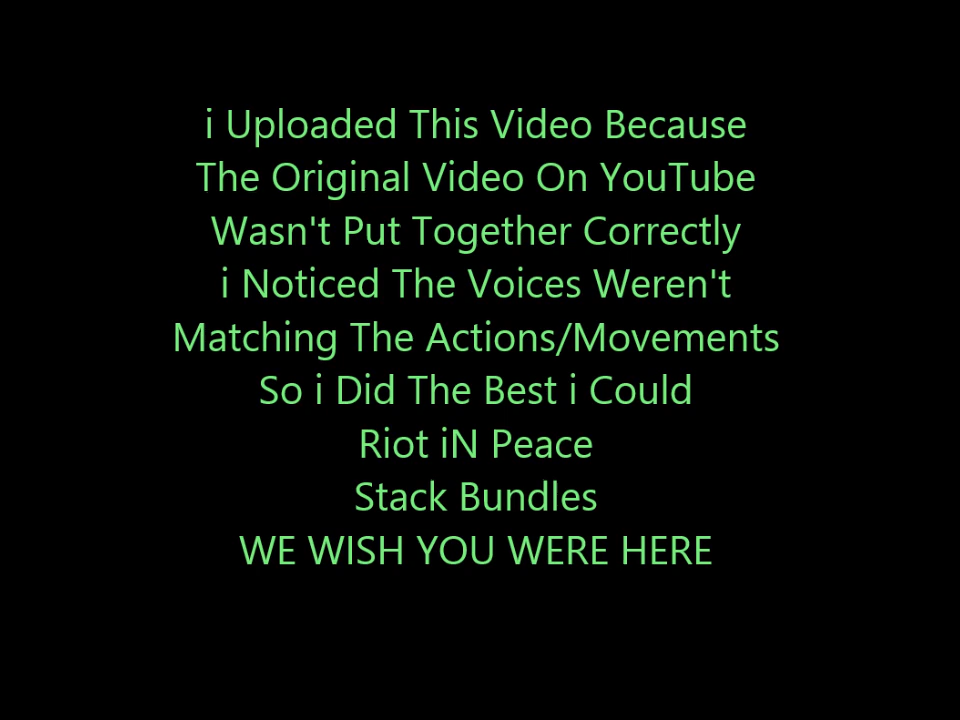 i Uploaded This Video Because
The Original Video On YouTube
Wasn't Put Together Correctly
i Noticed The Voices Weren't
Matching The Actions/Movements
So i Did The Best i Could
Riot iN Peace
Stack Bundles
WE WISH YOU WERE HERE